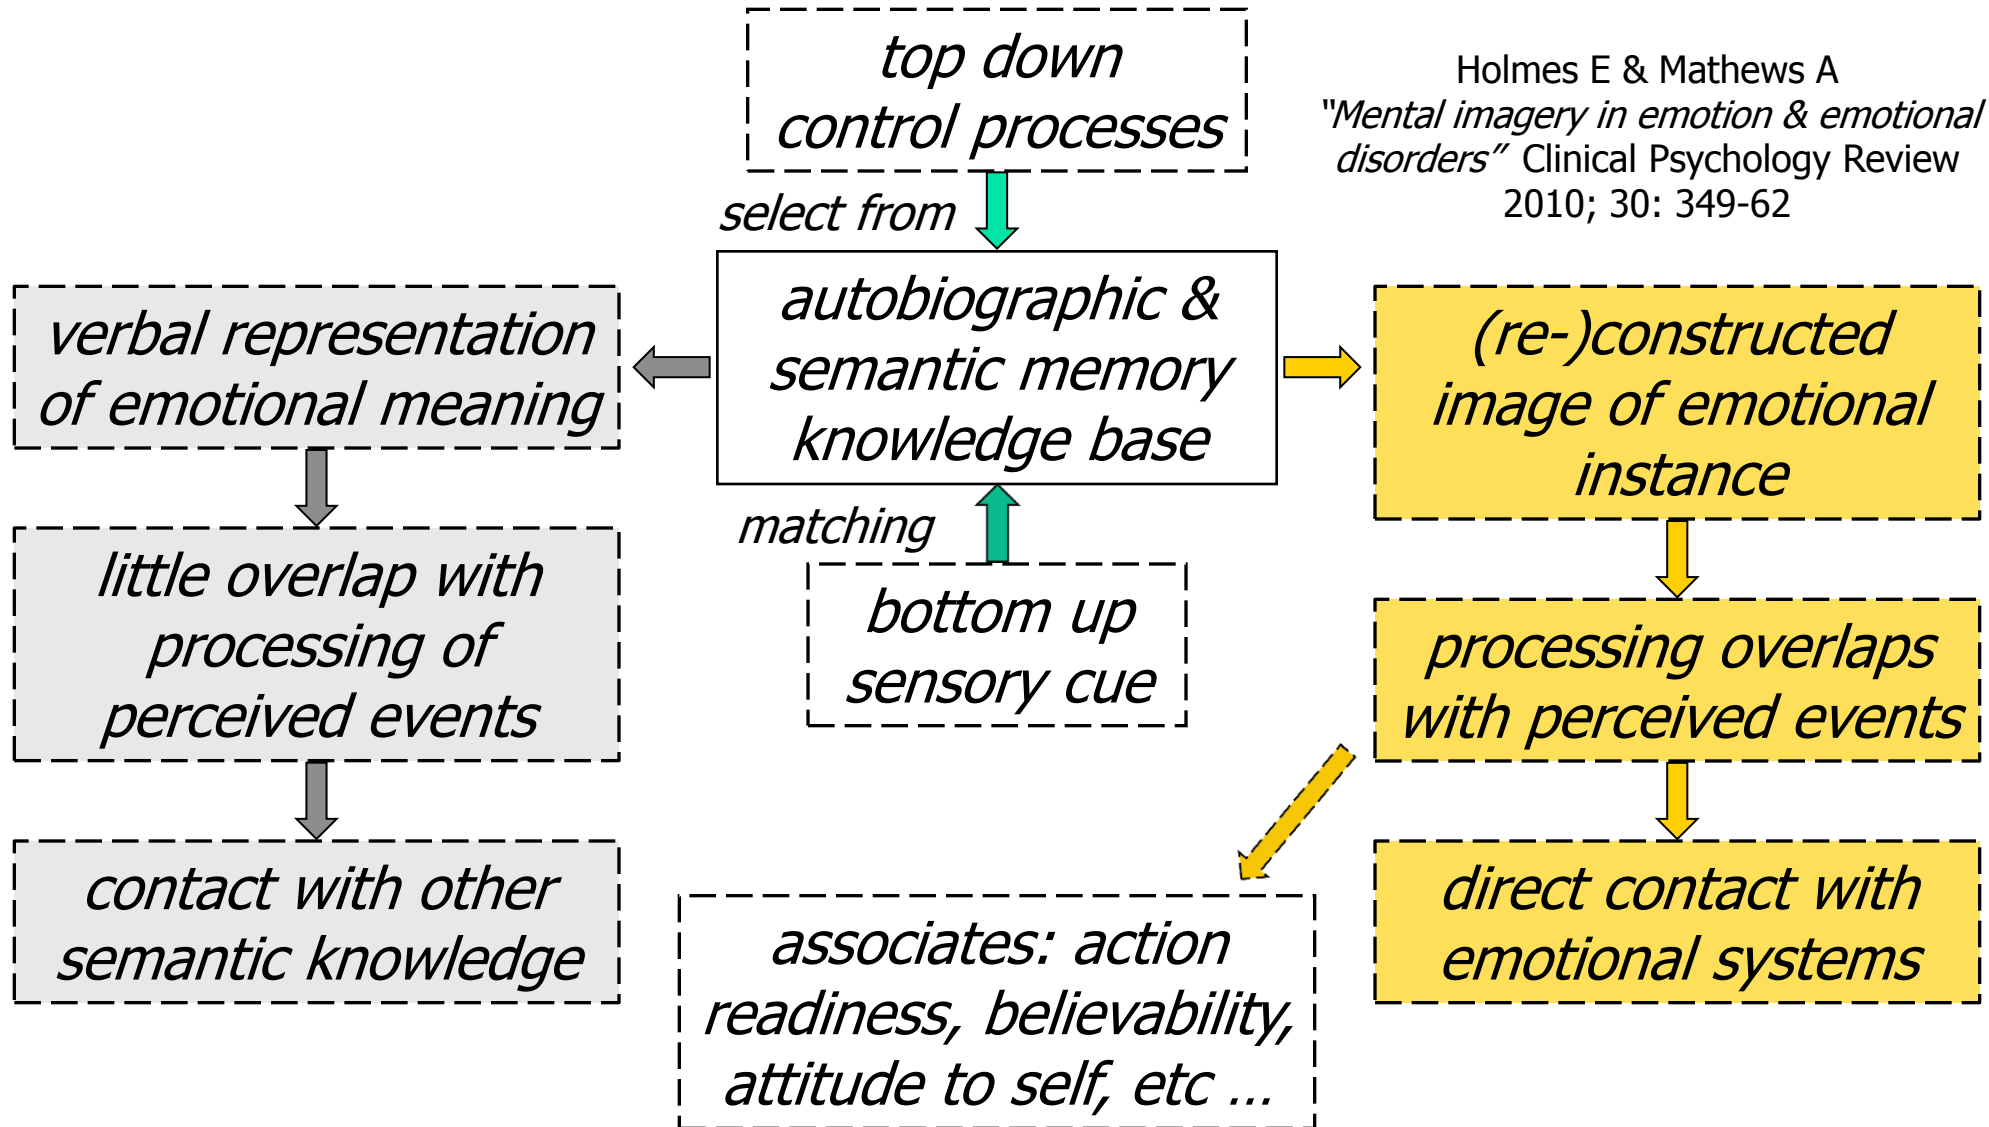 top down
control processes
Holmes E & Mathews A
“Mental imagery in emotion & emotional
disorders” Clinical Psychology Review
2010; 30: 349-62
select from
autobiographic &
semantic memory
knowledge base
verbal representation
of emotional meaning
(re-)constructed
image of emotional
instance
matching
bottom up
sensory cue
little overlap with
processing of
perceived events
processing overlaps
with perceived events
contact with other
semantic knowledge
associates: action
readiness, believability,
attitude to self, etc …
direct contact with
emotional systems